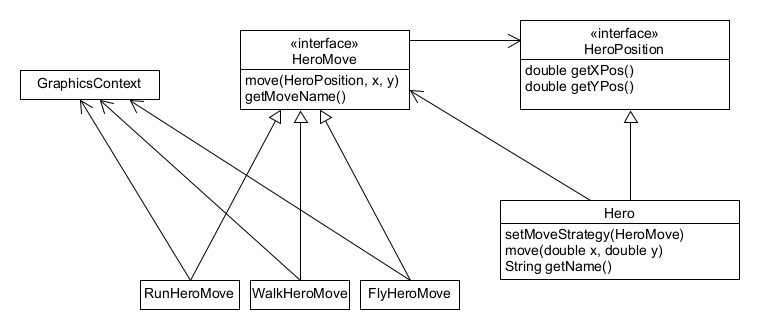 «interface»
HeroMove
move(HeroPosition, x, y)
getMoveName()
«interface»
HeroPosition
double getXPos()
double getYPos()
GraphicsContext
Hero
setMoveStrategy(HeroMove)
move(double x, double y)
String getName()
RunHeroMove
WalkHeroMove
FlyHeroMove